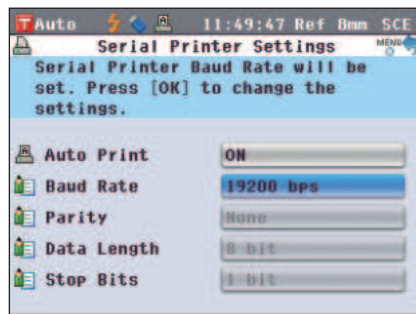 T Auto 11:49:47 Ref 8mm SCE
Serial Printer Settings MENU
Serial Printer Baud Rate will be
set. Press [OK] to change the
settings.
Auto Print ON
Baud Rate 19200 bps
Parity None
Data Length 8 bit
Stop Bits 1 bit